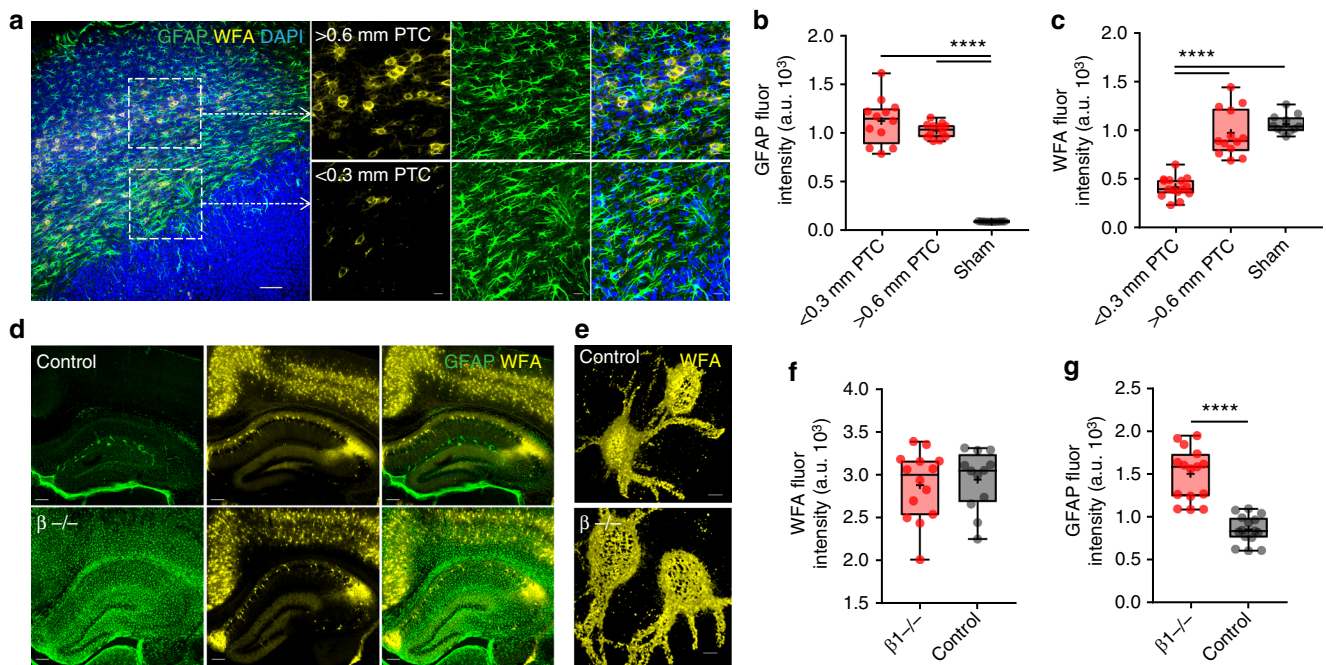 a
GFAP WFA DAPI
>0.6 mm PTC
<0.3 mm PTC
b
GFAP fluor
intensity (a.u. 10³)
2.0
1.5
1.0
0.5
0.0
****
<0.3 mm PTC
>0.6 mm PTC
Sham
c
WFA fluor
intensity (a.u. 10³)
2.0
1.5
1.0
0.5
0.0
****
<0.3 mm PTC
>0.6 mm PTC
Sham
d
Control
GFAP WFA
β –/–
e
Control
WFA
β –/–
f
WFA fluor
intensity (a.u. 10³)
4.0
3.5
3.0
2.5
2.0
1.5
β1–/–
Control
g
GFAP fluor
intensity (a.u. 10³)
2.5
2.0
1.5
1.0
0.5
0.0
****
β1–/–
Control